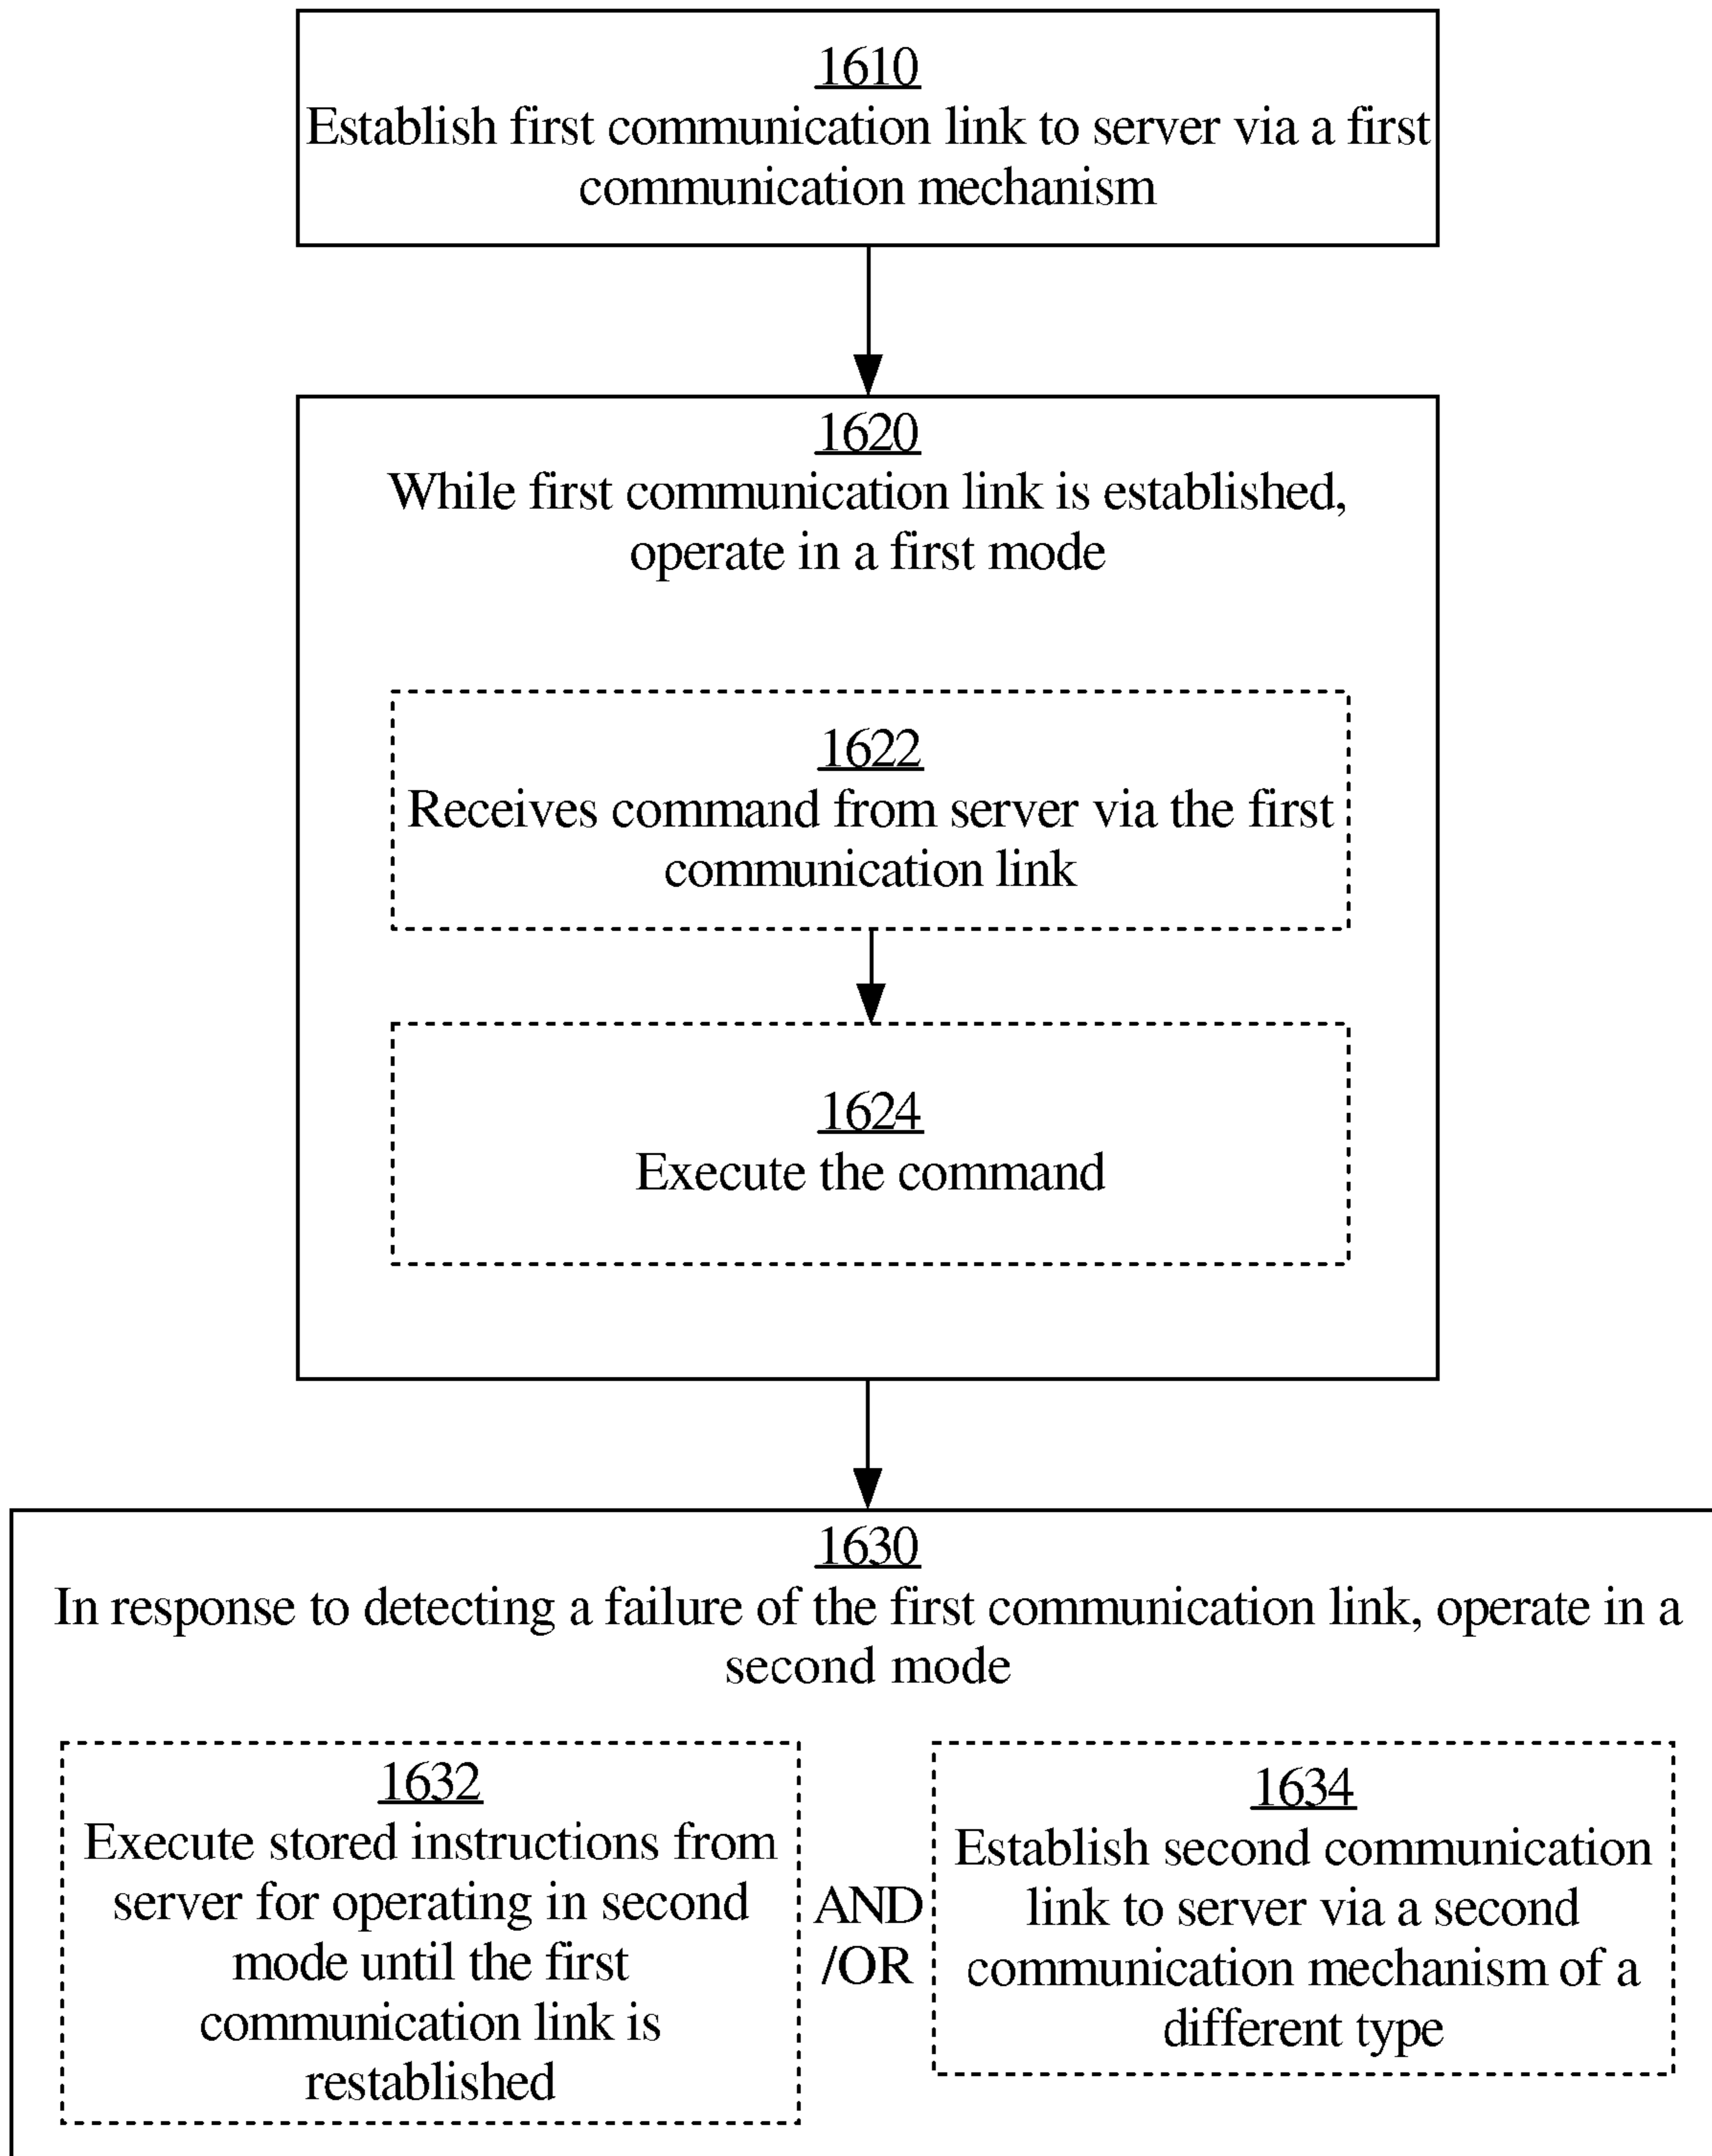 1610
Establish first communication link to server via a first
communication mechanism
1620
While first communication link is established,
operate in a first mode
1622
Receives command from server via the first
communication link
1624
Execute the command
1630
In response to detecting a failure of the first communication link, operate in a
second mode
1632
Execute stored instructions from
server for operating in second
mode until the first
communication link is
restablished
AND
/OR
1634
Establish second communication
link to server via a second
communication mechanism of a
different type